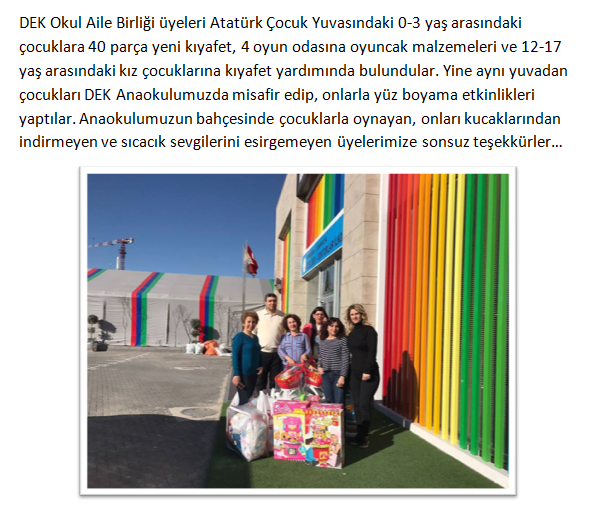 DEK Okul Aile Birliği üyeleri Atatürk Çocuk Yuvasındaki 0-3 yaş arasındaki
çocuklara 40 parça yeni kıyafet, 4 oyun odasına oyuncak malzemeleri ve 12-17
yaş arasındaki kız çocuklarına kıyafet yardımında bulundular. Yine aynı yuvadan
çocukları DEK Anaokulumuzda misafir edip, onlarla yüz boyama etkinlikleri
yaptılar. Anaokulumuzun bahçesinde çocuklarla oynayan, onları kucaklarından
indirmeyen ve sıcacık sevgilerini esirgemeyen üyelerimize sonsuz teşekkürler…